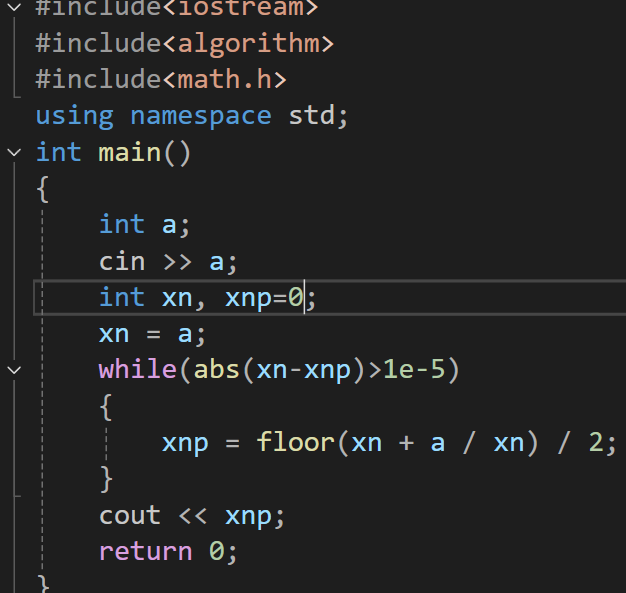 #include<iostream>
#include<algorithm>
#include<math.h>
using namespace std;
int main()
{
int a;
cin >> a;
int xn, xnp=0;
xn = a;
while(abs(xn-xnp)>1e-5)
{
xnp = floor(xn + a / xn) / 2;
}
cout << xnp;
return 0;
}